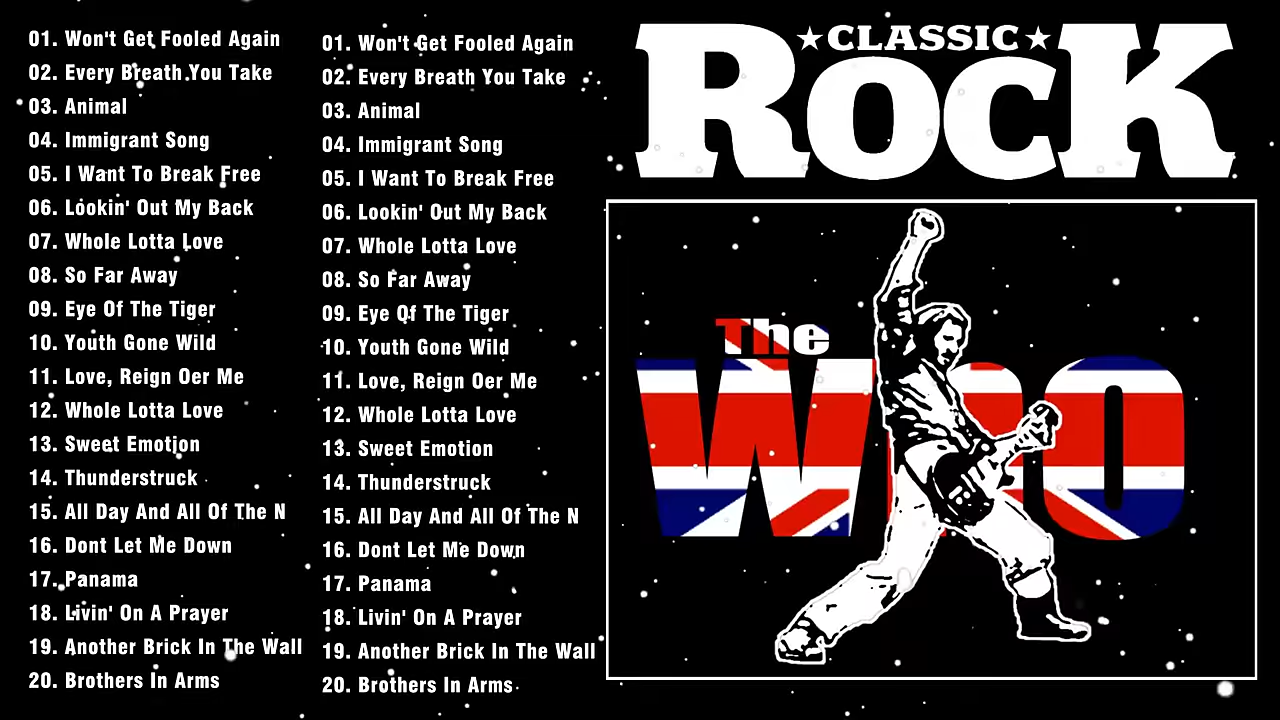 01. Won't Get Fooled Again
02. Every Breath You Take
03. Animal
04. Immigrant Song
05. I Want To Break Free
06. Lookin' Out My Back
07. Whole Lotta Love
08. So Far Away
09. Eye Of The Tiger
10. Youth Gone Wild
11. Love, Reign Oer Me
12. Whole Lotta Love
13. Sweet Emotion
14. Thunderstruck
15. All Day And All Of The N
16. Dont Let Me Down
17. Panama
18. Livin' On A Prayer
19. Another Brick In The Wall
20. Brothers In Arms
01. Won't Get Fooled Again
02. Every Breath You Take
03. Animal
04. Immigrant Song
05. I Want To Break Free
06. Lookin' Out My Back
07. Whole Lotta Love
08. So Far Away
09. Eye Of The Tiger
10. Youth Gone Wild
11. Love, Reign Oer Me
12. Whole Lotta Love
13. Sweet Emotion
14. Thunderstruck
15. All Day And All Of The N
16. Dont Let Me Down
17. Panama
18. Livin' On A Prayer
19. Another Brick In The Wall
20. Brothers In Arms
★CLASSIC★
ROCK
The
WHO